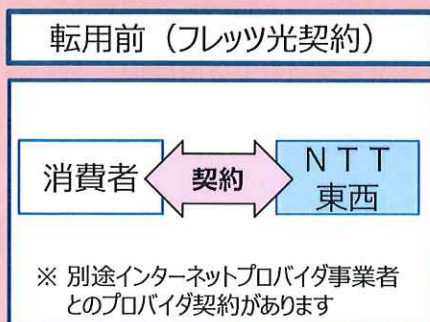 転用前（フレッツ光契約）
消費者
契約
ＮＴＴ
東西
※ 別途インターネットプロバイダ事業者
とのプロバイダ契約があります